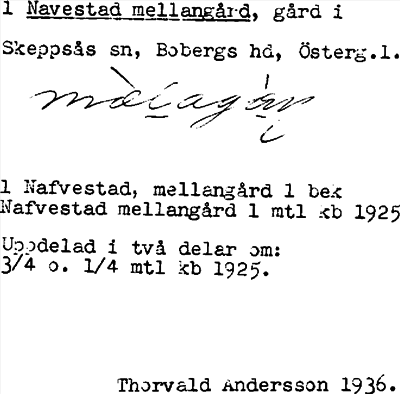 1 Navestad mellangård, gård i
Skeppsås sn, Bobergs hd, Österg.l.
1 Nafvestad, mellangård 1 bek
Nafvestad mellangård 1 mtl kb 1925
Uppdelad i två delar om:
3/4 o. 1/4 mtl kb 1925.
Thorvald Andersson 1936.